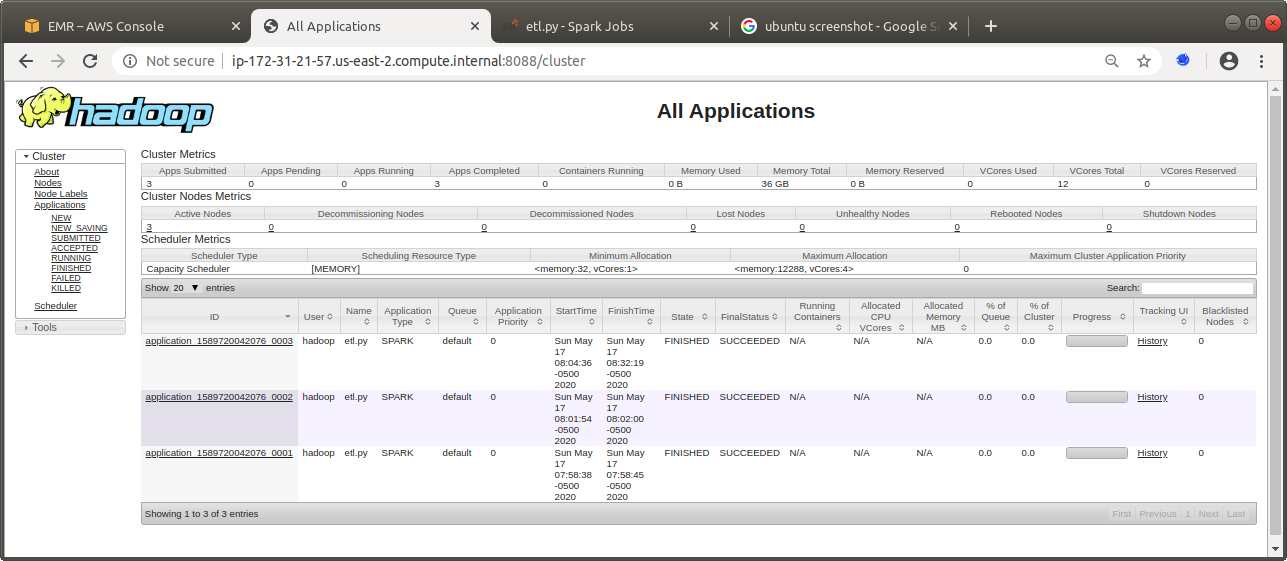 EMR – AWS Console
All Applications
etl.py - Spark Jobs
ubuntu screenshot - Google
Not secure | ip-172-31-21-57.us-east-2.compute.internal:8088/cluster
hadoop
All Applications
Cluster
About
Nodes
Node Labels
Applications
NEW
NEW_SAVING
SUBMITTED
ACCEPTED
RUNNING
FINISHED
FAILED
KILLED
Scheduler
Tools
Cluster Metrics
Apps Submitted Apps Pending Apps Running Apps Completed Containers Running Memory Used Memory Total Memory Reserved VCores Used VCores Total VCores Reserved
3 0 0 3 0 0 B 36 GB 0 B 0 12 0
Cluster Nodes Metrics
Active Nodes Decommissioning Nodes Decommissioned Nodes Lost Nodes Unhealthy Nodes Rebooted Nodes Shutdown Nodes
3 0 0 0 0 0 0
Scheduler Metrics
Scheduler Type Scheduling Resource Type Minimum Allocation Maximum Allocation Maximum Cluster Application Priority
Capacity Scheduler [MEMORY] <memory:32, vCores:1> <memory:12288, vCores:4> 0
Show 20 entries Search:
ID User Name Application Type Queue Application Priority StartTime FinishTime State FinalStatus Running Containers Allocated CPU VCores Allocated Memory MB % of Queue % of Cluster Progress Tracking UI Blacklisted Nodes
application_1589720042076_0003 hadoop etl.py SPARK default 0 Sun May 17 08:04:36 -0500 2020 Sun May 17 08:32:19 -0500 2020 FINISHED SUCCEEDED N/A N/A N/A 0.0 0.0 History 0
application_1589720042076_0002 hadoop etl.py SPARK default 0 Sun May 17 08:01:54 -0500 2020 Sun May 17 08:02:00 -0500 2020 FINISHED SUCCEEDED N/A N/A N/A 0.0 0.0 History 0
application_1589720042076_0001 hadoop etl.py SPARK default 0 Sun May 17 07:58:38 -0500 2020 Sun May 17 07:58:45 -0500 2020 FINISHED SUCCEEDED N/A N/A N/A 0.0 0.0 History 0
Showing 1 to 3 of 3 entries First Previous 1 Next Last